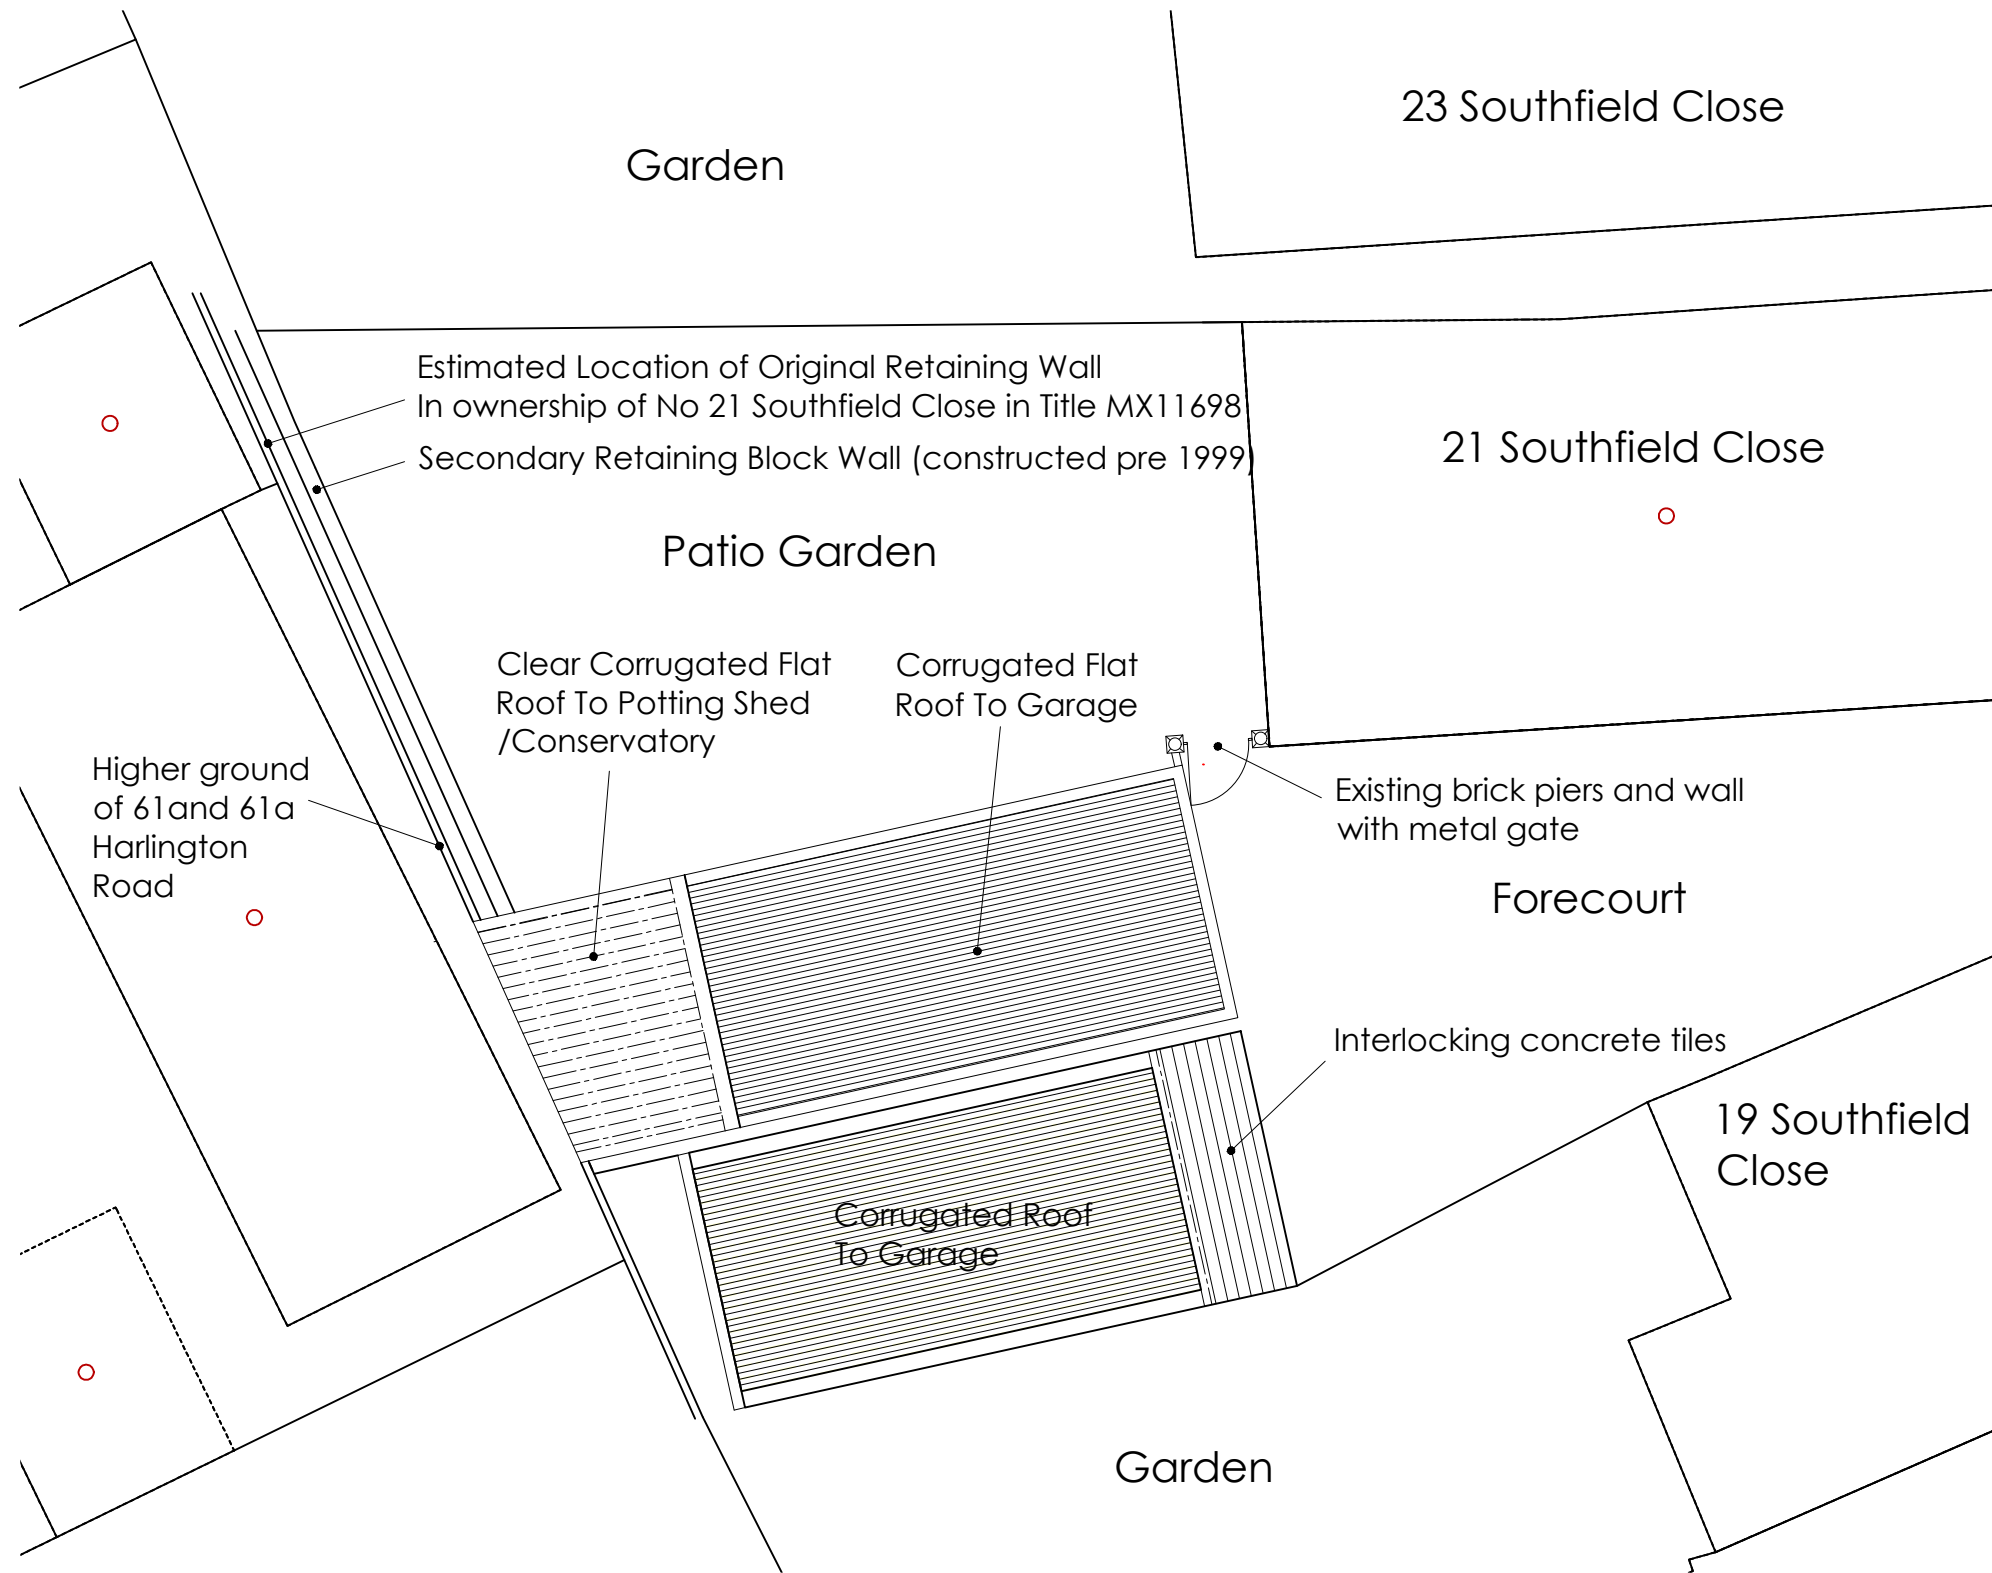 23 Southfield Close
Garden
Estimated Location of Original Retaining Wall
In ownership of No 21 Southfield Close in Title MX11698
Secondary Retaining Block Wall (constructed pre 1999)
21 Southfield Close
Patio Garden
Clear Corrugated Flat
Roof To Potting Shed
/Conservatory
Corrugated Flat
Roof To Garage
Higher ground
of 61and 61a
Harlington
Road
Existing brick piers and wall
with metal gate
Forecourt
Interlocking concrete tiles
19 Southfield
Close
Corrugated Roof
To Garage
Garden